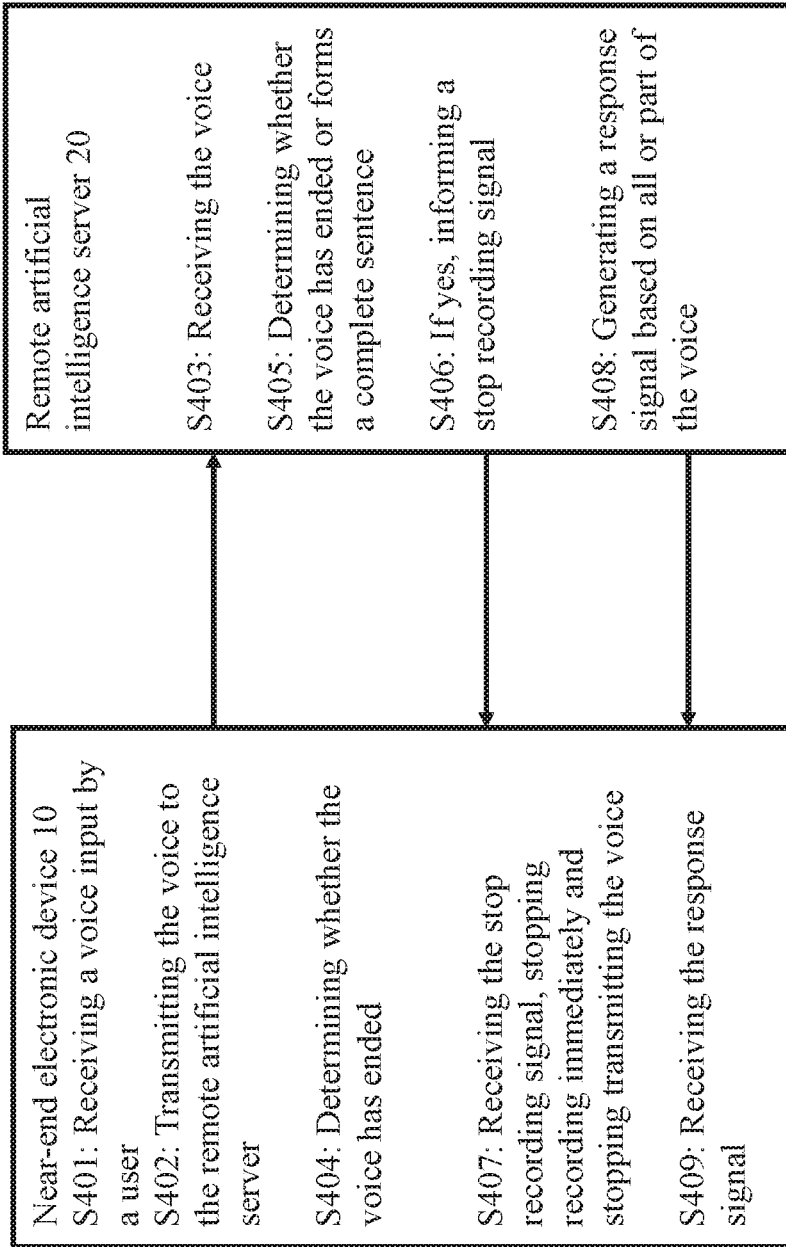 Near-end electronic device 10
S401: Receiving a voice input by
a user
S402: Transmitting the voice to
the remote artificial intelligence
server
S404: Determining whether the
voice has ended
S407: Receiving the stop
recording signal, stopping
recording immediately and
stopping transmitting the voice
S409: Receiving the response
signal
Remote artificial
intelligence server 20
S403: Receiving the voice
S405: Determining whether
the voice has ended or forms
a complete sentence
S406: If yes, informing a
stop recording signal
S408: Generating a response
signal based on all or part of
the voice